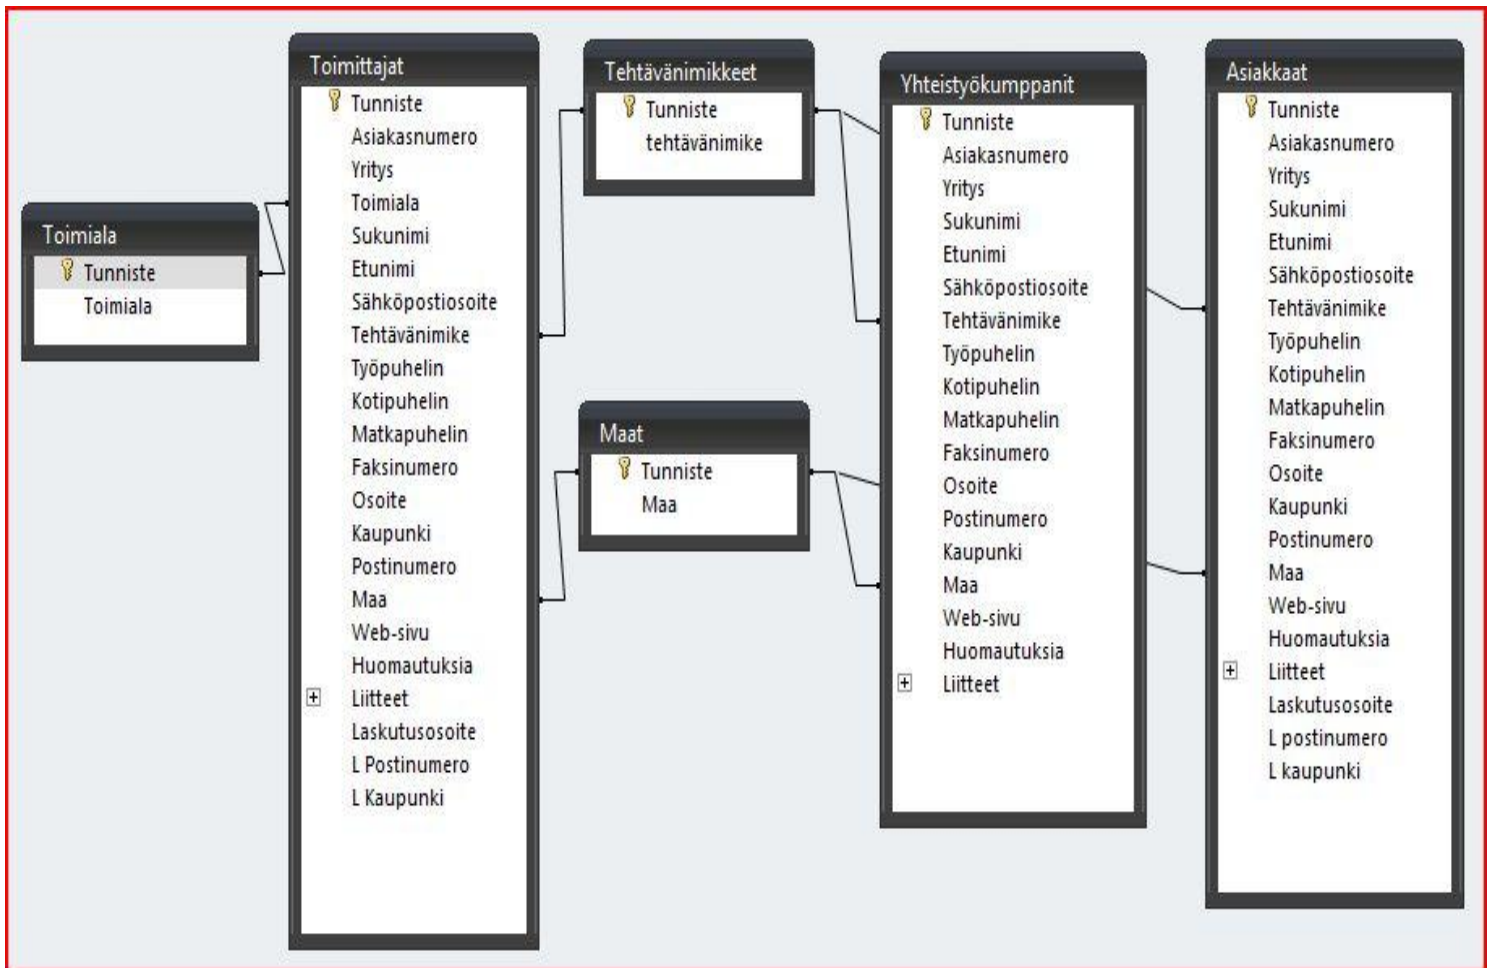 Toimiala
Tunniste
Toimiala
Toimittajat
Tunniste
Asiakasnumero
Yritys
Toimiala
Sukunimi
Etunimi
Sähköpostiosoite
Tehtävänimike
Työpuhelin
Kotipuhelin
Matkapuhelin
Faksinumero
Osoite
Kaupunki
Postinumero
Maa
Web-sivu
Huomautuksia
Liitteet
Laskutusosoite
L Postinumero
L Kaupunki
Tehtävänimikkeet
Tunniste
tehtävänimike
Maat
Tunniste
Maa
Yhteistyökumppanit
Tunniste
Asiakasnumero
Yritys
Sukunimi
Etunimi
Sähköpostiosoite
Tehtävänimike
Työpuhelin
Kotipuhelin
Matkapuhelin
Faksinumero
Osoite
Postinumero
Kaupunki
Maa
Web-sivu
Huomautuksia
Liitteet
Asiakkaat
Tunniste
Asiakasnumero
Yritys
Sukunimi
Etunimi
Sähköpostiosoite
Tehtävänimike
Työpuhelin
Kotipuhelin
Matkapuhelin
Faksinumero
Osoite
Kaupunki
Postinumero
Maa
Web-sivu
Huomautuksia
Liitteet
Laskutusosoite
L postinumero
L kaupunki